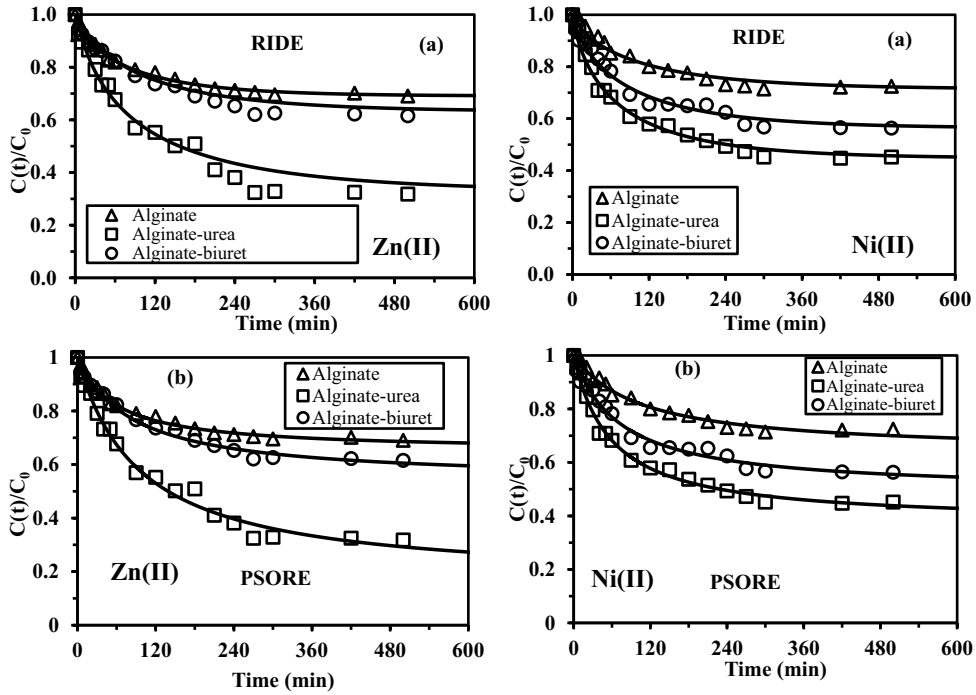 RIDE
(a)
C(t)/C0
1.0
0.8
0.6
0.4
0.2
0.0
Alginate
Alginate-urea
Alginate-biuret
Zn(II)
0 120 240 360 480 600
Time (min)
RIDE
(a)
C(t)/C0
1.0
0.8
0.6
0.4
0.2
0.0
Alginate
Alginate-urea
Alginate-biuret
Ni(II)
0 120 240 360 480 600
Time (min)
(b)
Alginate
Alginate-urea
Alginate-biuret
C(t)/C0
1
0.8
0.6
0.4
0.2
0
Zn(II)
PSORE
0 120 240 360 480 600
Time (min)
(b)
Alginate
Alginate-urea
Alginate-biuret
C(t)/C0
1
0.8
0.6
0.4
0.2
0
Ni(II)
PSORE
0 120 240 360 480 600
Time (min)